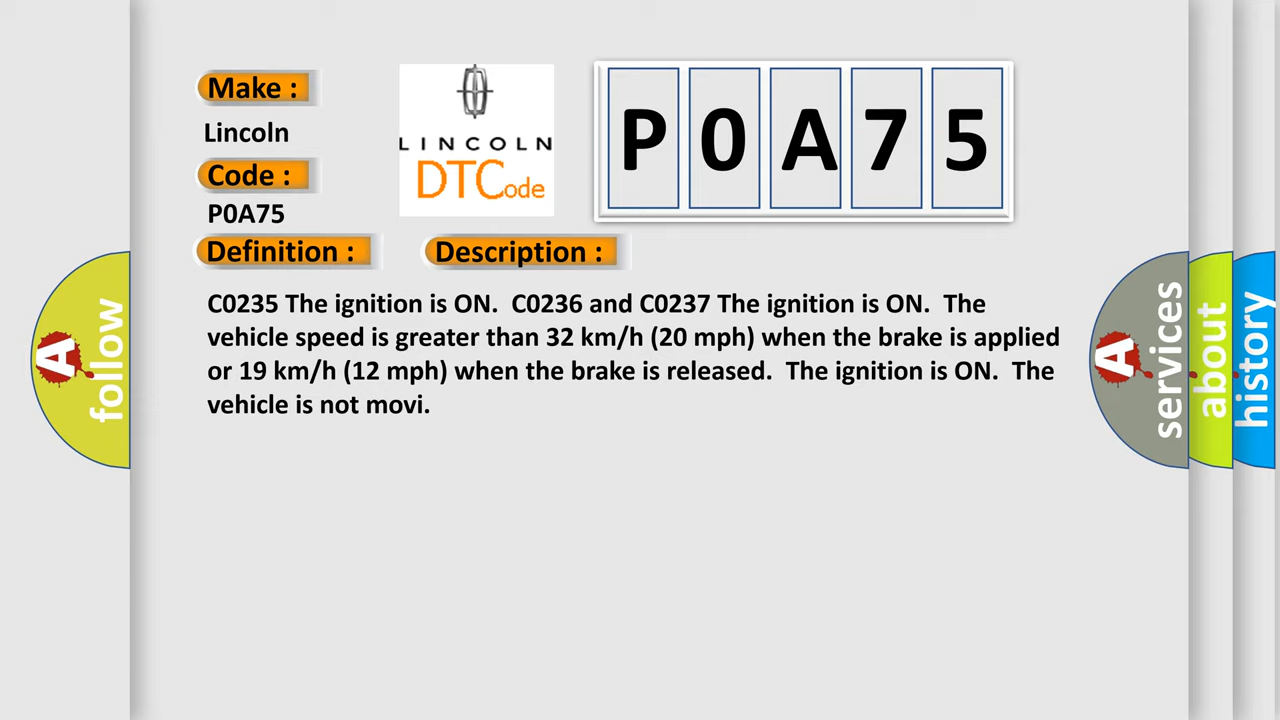 Make :
Lincoln
Code :
P0A75
Definition :
Description :
LINCOLN
DTCode
P0A75
C0235 The ignition is ON. C0236 and C0237 The ignition is ON. The
vehicle speed is greater than 32 km/h (20 mph) when the brake is applied
or 19 km/h (12 mph) when the brake is released. The ignition is ON. The
vehicle is not movi.
A
follow
A
services
about
history